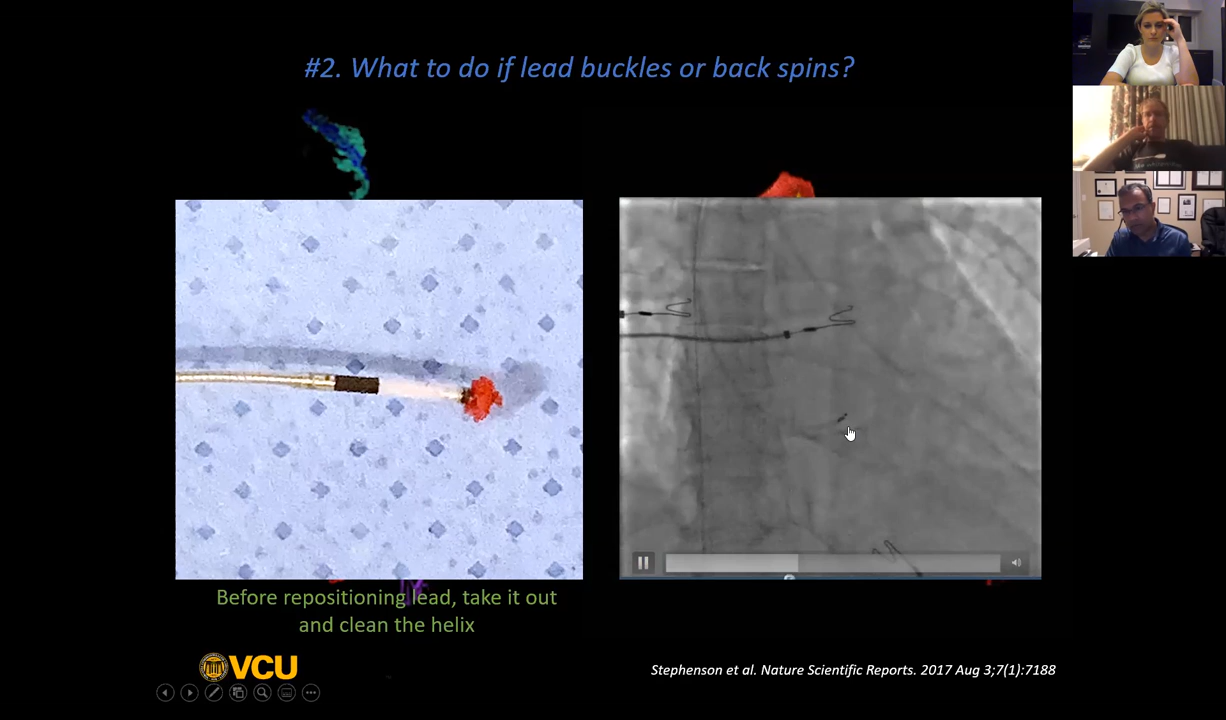 #2. What to do if lead buckles or back spins?
Before repositioning lead, take it out
and clean the helix
VCU
Stephenson et al. Nature Scientific Reports. 2017 Aug 3;7(1):7188